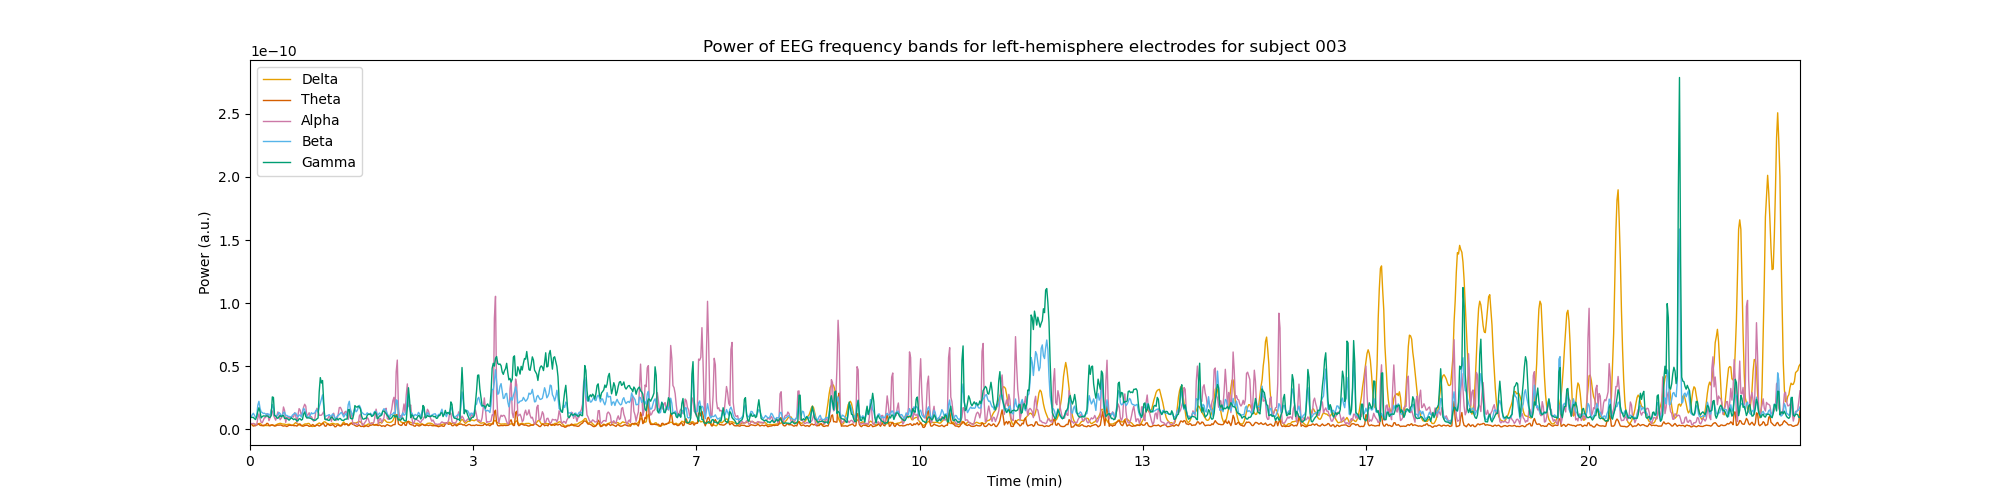 Power of EEG frequency bands for left-hemisphere electrodes for subject 003
1e−10
Delta
Theta
Alpha
Beta
Gamma
2.5
2.0
1.5
1.0
0.5
0.0
Power (a.u.)
0 3 7 10 13 17 20
Time (min)